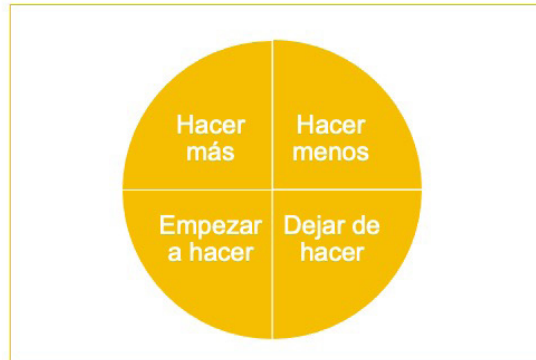 Hacer
más
Hacer
menos
Empezar
a hacer
Dejar de
hacer